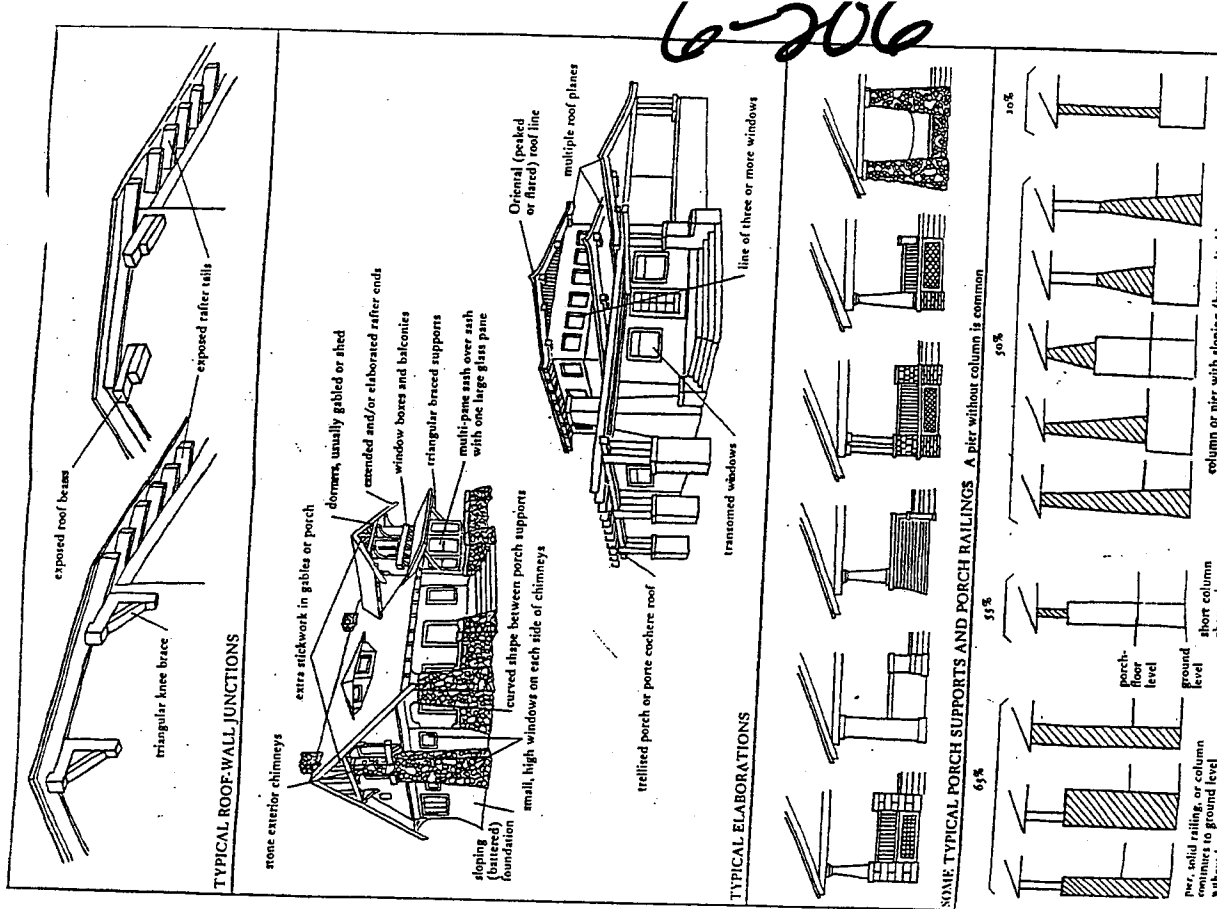 6-206
exposed roof beams
exposed rafter tails
triangular knee brace
TYPICAL ROOF-WALL JUNCTIONS
stone exterior chimneys
extra stickwork in gables or porch
dormers, usually gabled or shed
extended and/or elaborated rafter ends
window boxes and balconies
triangular braced supports
multi-pane sash over sash
with one large glass pane
sloping
(battered)
foundation
small, high windows on each side of chimneys
curved shape between porch supports
Oriental (peaked
or flared) roof line
multiple roof planes
line of three or more windows
transomed windows
trellised porch or porte cochere roof
TYPICAL ELABORATIONS
SOME TYPICAL PORCH SUPPORTS AND PORCH RAILINGS A pier without column is common
65%
55%
50%
10%
porch-
floor
level
ground
level
pier, solid railing, or column
continues to ground level
short column
column or pier with sloping